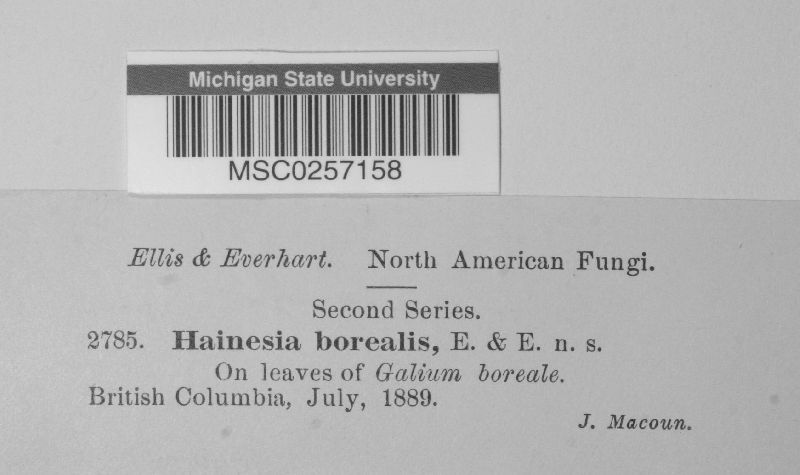 Michigan State University
MSC0257158
Ellis & Everhart. North American Fungi.
Second Series.
2785. Hainesia borealis, E. & E. n. s.
On leaves of Galium boreale.
British Columbia, July, 1889.
J. Macoun.